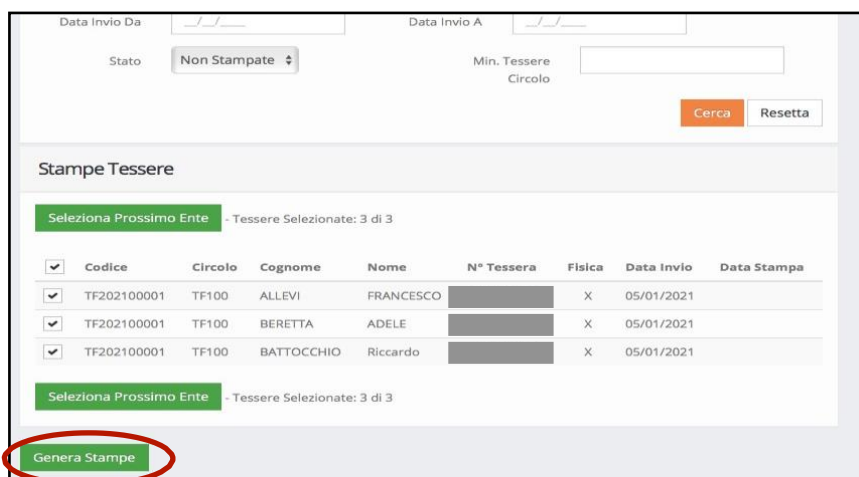 Data Invio Da __/__/____ Data Invio A __/__/____
Stato Non Stampate Min. Tessere Circolo
Cerca Resetta
Stampe Tessere
Seleziona Prossimo Ente - Tessere Selezionate: 3 di 3
Codice Circolo Cognome Nome N° Tessera Fisica Data Invio Data Stampa
TF202100001 TF100 ALLEVI FRANCESCO X 05/01/2021
TF202100001 TF100 BERETTA ADELE X 05/01/2021
TF202100001 TF100 BATTOCCHIO Riccardo X 05/01/2021
Seleziona Prossimo Ente - Tessere Selezionate: 3 di 3
Genera Stampe